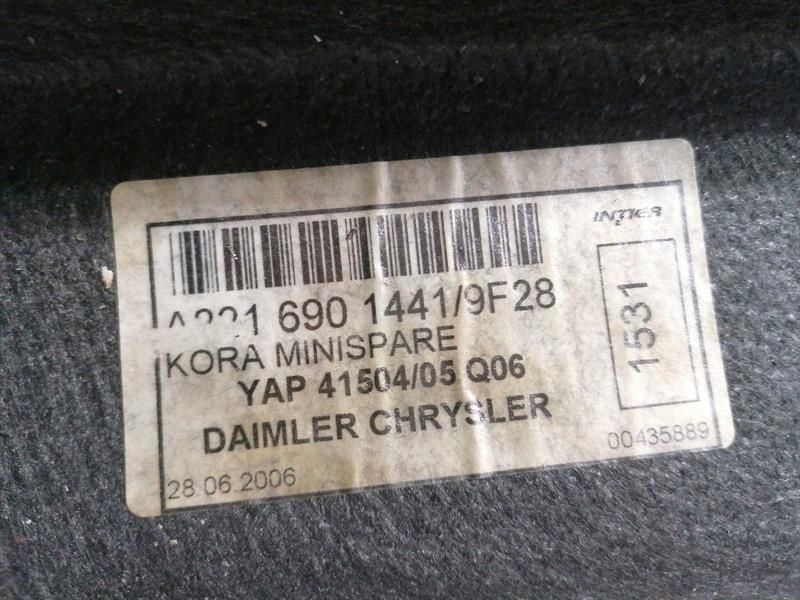 INTIER
A221 690 1441/9F28
KORA MINISPARE
YAP 41504/05 Q06
DAIMLER CHRYSLER
1531
28.06.2006
00435889